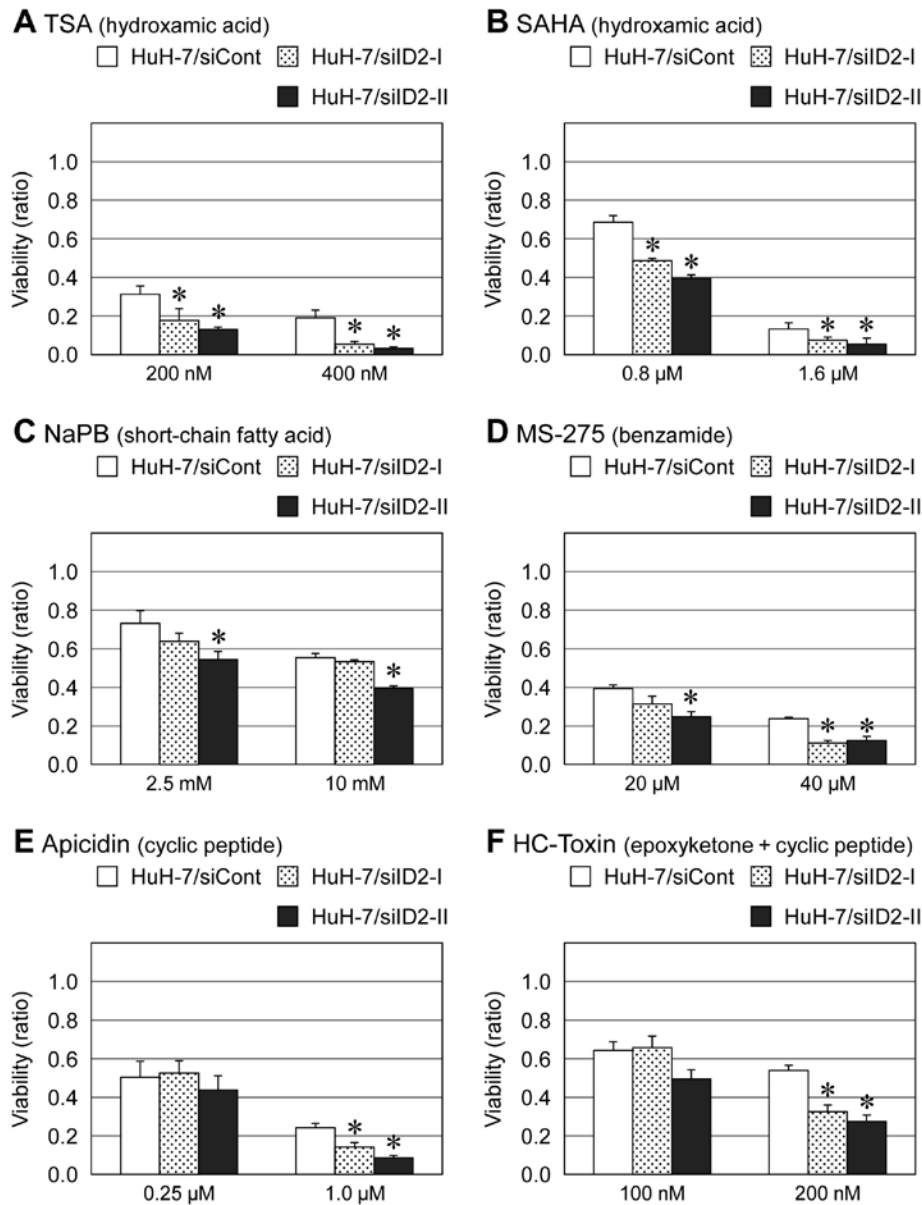 A TSA (hydroxamic acid)
HuH-7/siCont HuH-7/siID2-I
HuH-7/siID2-II
Viability (ratio)
1.0
0.8
0.6
0.4
0.2
0.0
* * * *
200 nM 400 nM
B SAHA (hydroxamic acid)
HuH-7/siCont HuH-7/siID2-I
HuH-7/siID2-II
Viability (ratio)
1.0
0.8
0.6
0.4
0.2
0.0
* * * *
0.8 µM 1.6 µM
C NaPB (short-chain fatty acid)
HuH-7/siCont HuH-7/siID2-I
HuH-7/siID2-II
Viability (ratio)
1.0
0.8
0.6
0.4
0.2
0.0
* *
2.5 mM 10 mM
D MS-275 (benzamide)
HuH-7/siCont HuH-7/siID2-I
HuH-7/siID2-II
Viability (ratio)
1.0
0.8
0.6
0.4
0.2
0.0
* * *
20 µM 40 µM
E Apicidin (cyclic peptide)
HuH-7/siCont HuH-7/siID2-I
HuH-7/siID2-II
Viability (ratio)
1.0
0.8
0.6
0.4
0.2
0.0
* *
0.25 µM 1.0 µM
F HC-Toxin (epoxyketone + cyclic peptide)
HuH-7/siCont HuH-7/siID2-I
HuH-7/siID2-II
Viability (ratio)
1.0
0.8
0.6
0.4
0.2
0.0
* *
100 nM 200 nM